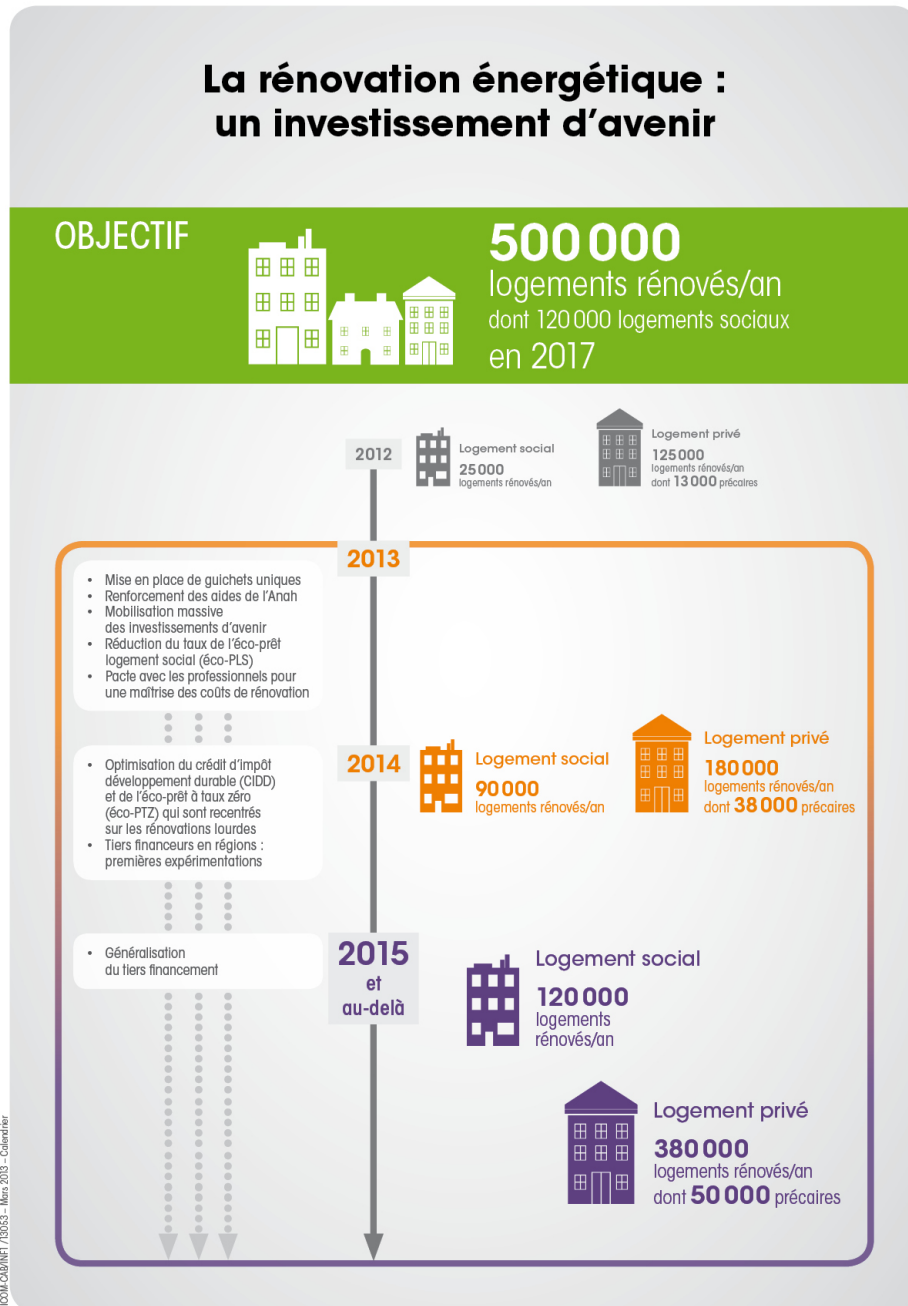 La rénovation énergétique :
un investissement d’avenir
OBJECTIF
500 000
logements rénovés/an
dont 120 000 logements sociaux
en 2017
2012
Logement social
25 000
logements rénovés/an
Logement privé
125 000
logements rénovés/an
dont 13 000 précaires
2013
• Mise en place de guichets uniques
• Renforcement des aides de l’Anah
• Mobilisation massive
des investissements d’avenir
• Réduction du taux de l’éco-prêt
logement social (éco-PLS)
• Pacte avec les professionnels pour
une maîtrise des coûts de rénovation
2014
• Optimisation du crédit d’impôt
développement durable (CIDD)
et de l’éco-prêt à taux zéro
(éco-PTZ) qui sont recentrés
sur les rénovations lourdes
• Tiers financeurs en régions :
premières expérimentations
Logement social
90 000
logements rénovés/an
Logement privé
180 000
logements rénovés/an
dont 38 000 précaires
• Généralisation
du tiers financement
2015
et
au-delà
Logement social
120 000
logements
rénovés/an
Logement privé
380 000
logements rénovés/an
dont 50 000 précaires
ICOM-CAB/INF1 /13053 – Mars 2013 – Calendrier